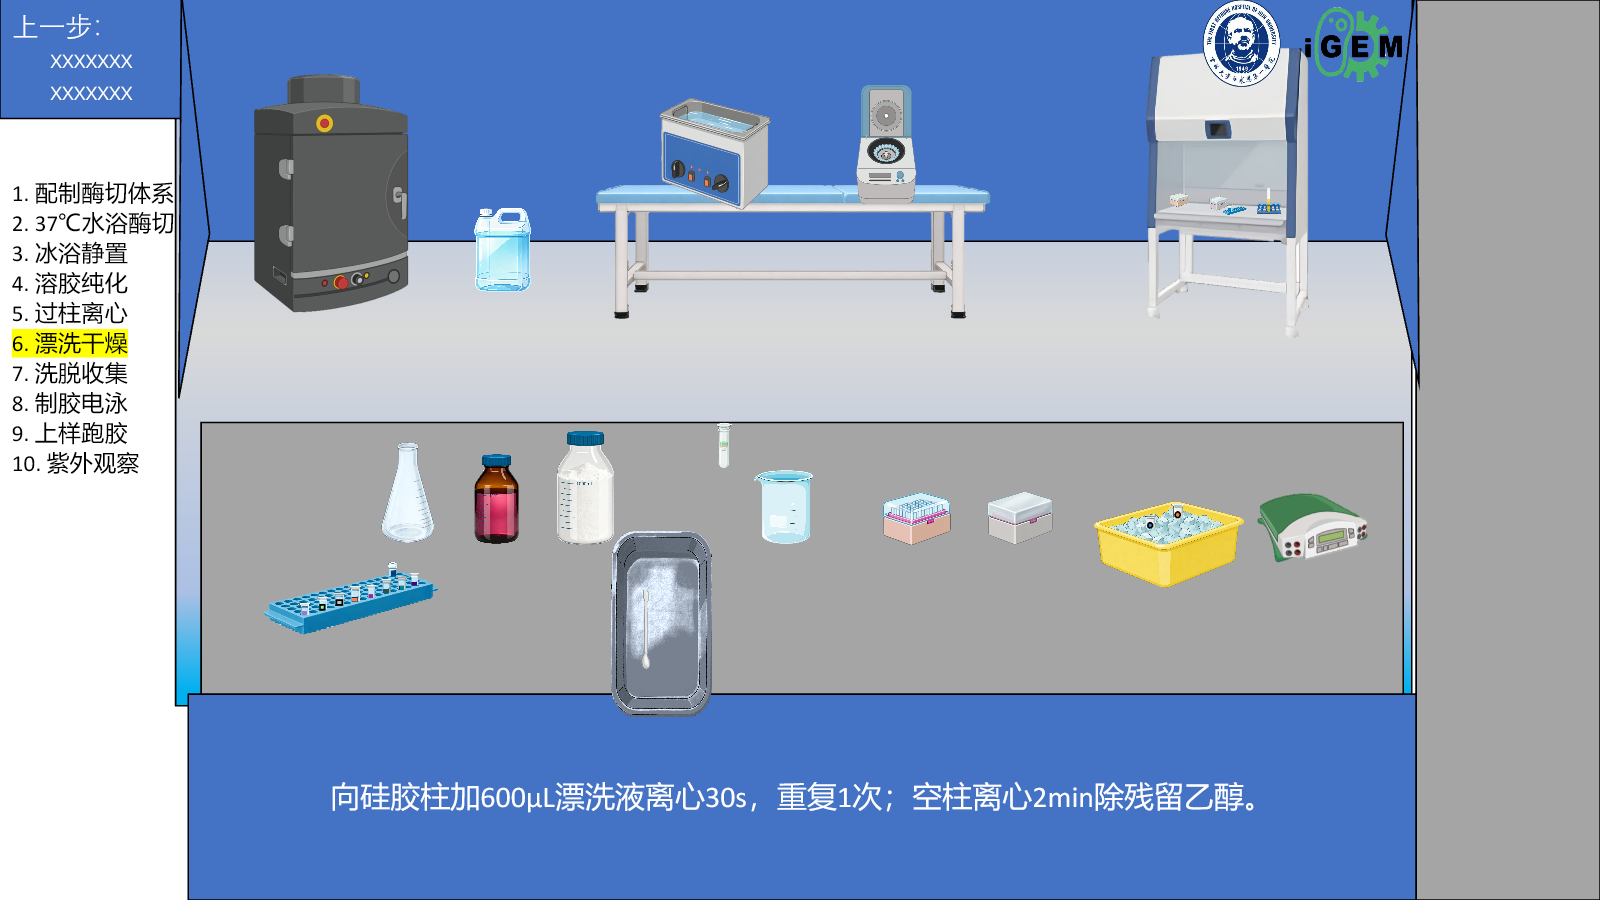 上一步：
XXXXXXX
XXXXXXX
iGEM
1. 配制酶切体系
2. 37℃水浴酶切
3. 冰浴静置
4. 溶胶纯化
5. 过柱离心
6. 漂洗干燥
7. 洗脱收集
8. 制胶电泳
9. 上样跑胶
10. 紫外观察
向硅胶柱加600μL漂洗液离心30s，重复1次；空柱离心2min除残留乙醇。